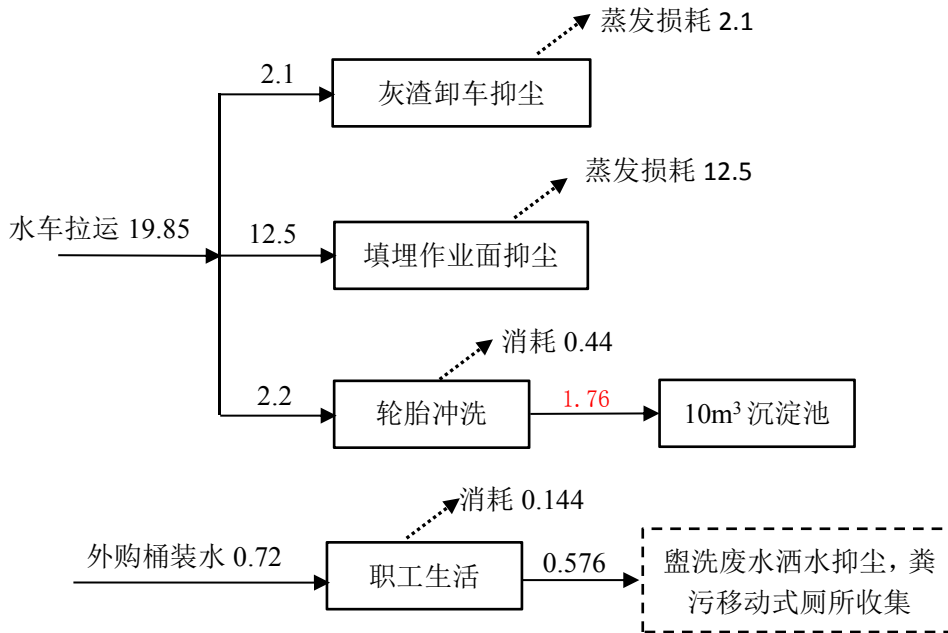 蒸发损耗 2.1
2.1
灰渣卸车抑尘
蒸发损耗 12.5
水车拉运 19.85
12.5
填埋作业面抑尘
消耗 0.44
2.2
轮胎冲洗
1.76
10m³ 沉淀池
消耗 0.144
外购桶装水 0.72
职工生活
0.576
盥洗废水洒水抑尘，粪
污移动式厕所收集